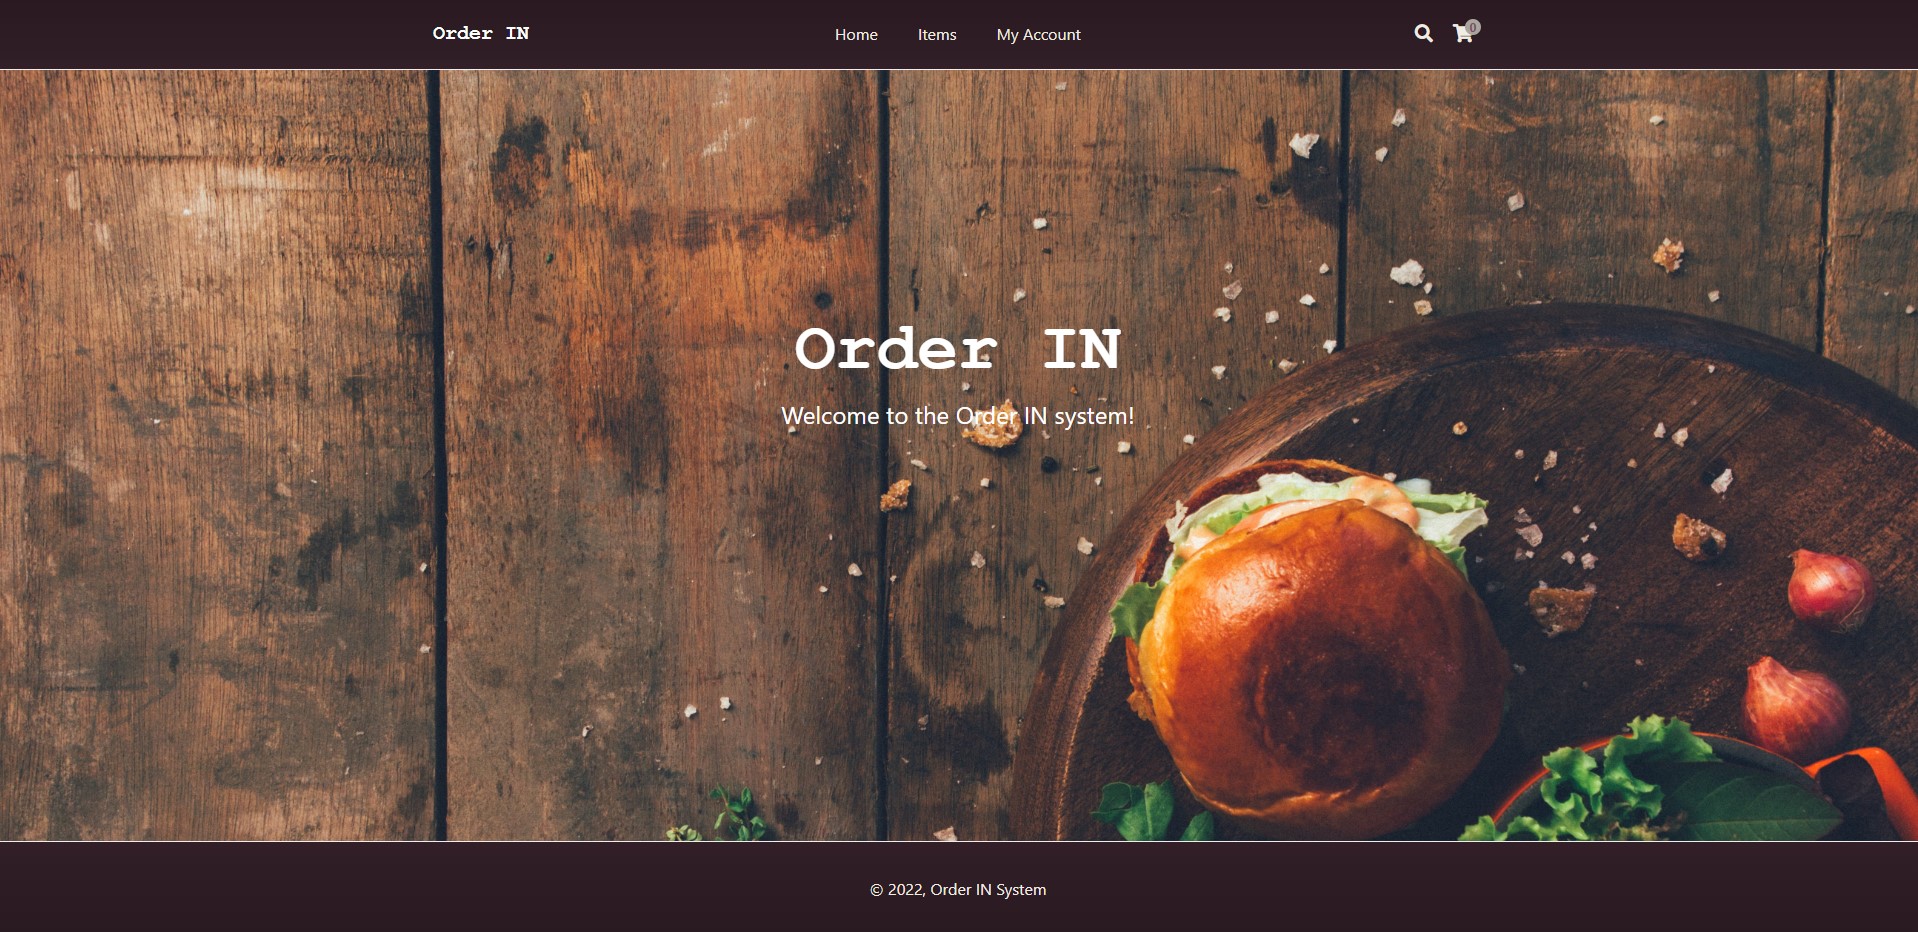 Order IN
Home Items My Account
0
Order IN
Welcome to the Order IN system!
© 2022, Order IN System